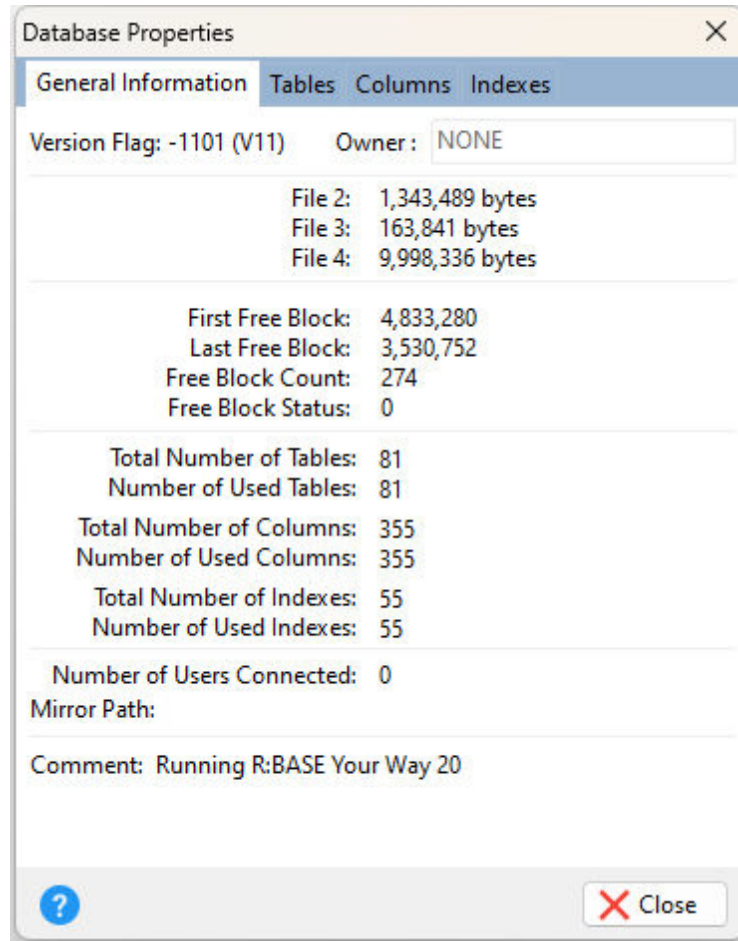 Database Properties
General Information Tables Columns Indexes
Version Flag: -1101 (V11) Owner : NONE
File 2: 1,343,489 bytes
File 3: 163,841 bytes
File 4: 9,998,336 bytes
First Free Block: 4,833,280
Last Free Block: 3,530,752
Free Block Count: 274
Free Block Status: 0
Total Number of Tables: 81
Number of Used Tables: 81
Total Number of Columns: 355
Number of Used Columns: 355
Total Number of Indexes: 55
Number of Used Indexes: 55
Number of Users Connected: 0
Mirror Path:
Comment: Running R:BASE Your Way 20
? Close